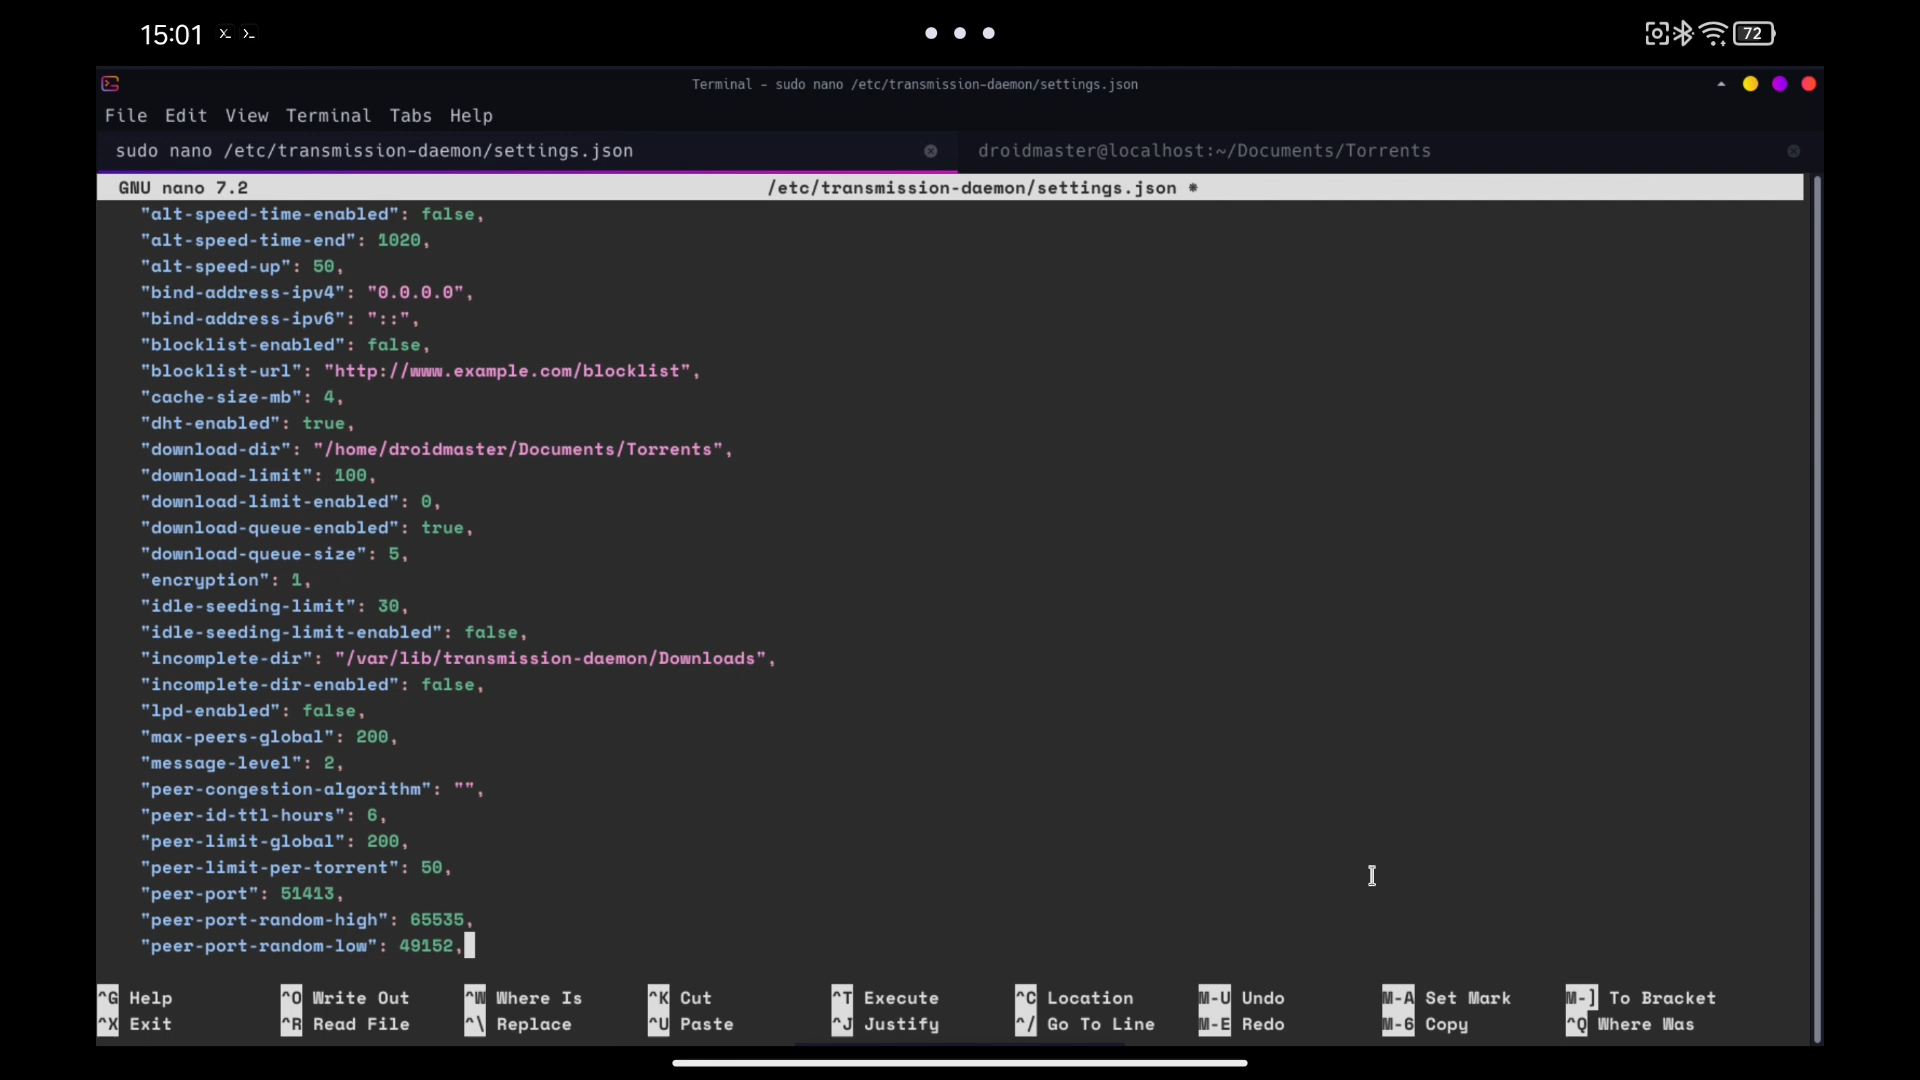 15:01
72
Terminal - sudo nano /etc/transmission-daemon/settings.json
File Edit View Terminal Tabs Help
sudo nano /etc/transmission-daemon/settings.json
droidmaster@localhost:~/Documents/Torrents
GNU nano 7.2 /etc/transmission-daemon/settings.json *
"alt-speed-time-enabled": false,
"alt-speed-time-end": 1020,
"alt-speed-up": 50,
"bind-address-ipv4": "0.0.0.0",
"bind-address-ipv6": "::",
"blocklist-enabled": false,
"blocklist-url": "http://www.example.com/blocklist",
"cache-size-mb": 4,
"dht-enabled": true,
"download-dir": "/home/droidmaster/Documents/Torrents",
"download-limit": 100,
"download-limit-enabled": 0,
"download-queue-enabled": true,
"download-queue-size": 5,
"encryption": 1,
"idle-seeding-limit": 30,
"idle-seeding-limit-enabled": false,
"incomplete-dir": "/var/lib/transmission-daemon/Downloads",
"incomplete-dir-enabled": false,
"lpd-enabled": false,
"max-peers-global": 200,
"message-level": 2,
"peer-congestion-algorithm": "",
"peer-id-ttl-hours": 6,
"peer-limit-global": 200,
"peer-limit-per-torrent": 50,
"peer-port": 51413,
"peer-port-random-high": 65535,
"peer-port-random-low": 49152,
^G Help ^O Write Out ^W Where Is ^K Cut ^T Execute ^C Location M-U Undo M-A Set Mark M-] To Bracket
^X Exit ^R Read File ^\ Replace ^U Paste ^J Justify ^/ Go To Line M-E Redo M-6 Copy ^Q Where Was